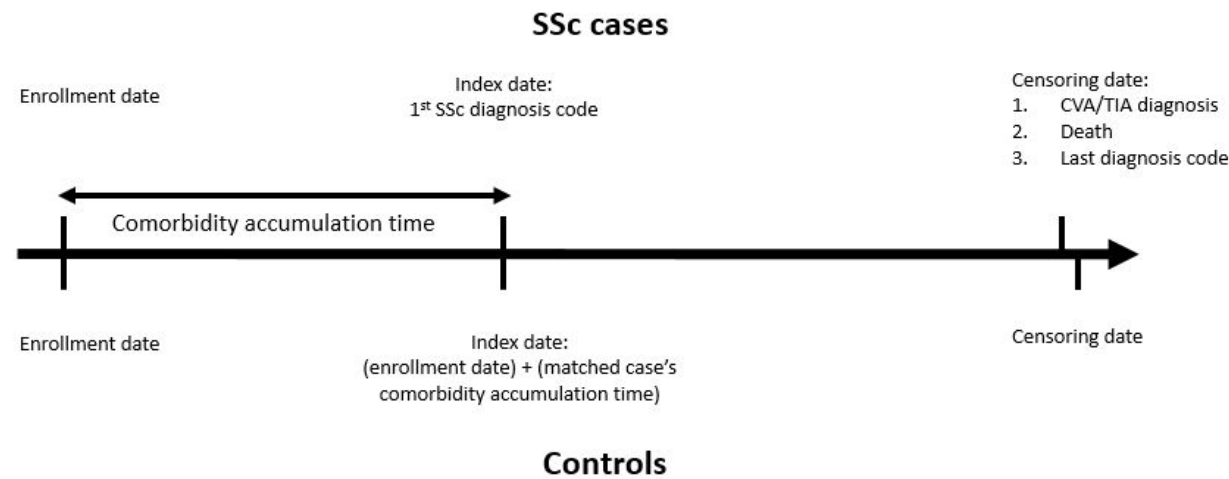 SSc cases
Enrollment date
Index date:
1st SSc diagnosis code
Censoring date:
1. CVA/TIA diagnosis
2. Death
3. Last diagnosis code
Comorbidity accumulation time
Enrollment date
Index date:
(enrollment date) + (matched case's
comorbidity accumulation time)
Censoring date
Controls